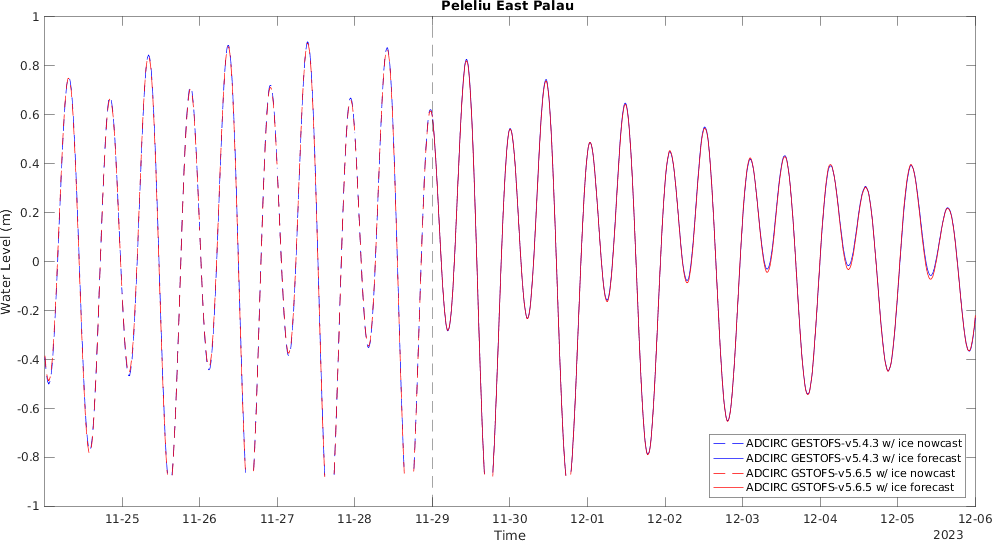 Peleliu East Palau
1
0.8
0.6
0.4
0.2
0
-0.2
-0.4
-0.6
-0.8
-1
Water Level (m)
ADCIRC GESTOFS-v5.4.3 w/ ice nowcast
ADCIRC GESTOFS-v5.4.3 w/ ice forecast
ADCIRC GSTOFS-v5.6.5 w/ ice nowcast
ADCIRC GSTOFS-v5.6.5 w/ ice forecast
11-25 11-26 11-27 11-28 11-29 11-30 12-01 12-02 12-03 12-04 12-05 12-06
Time
2023